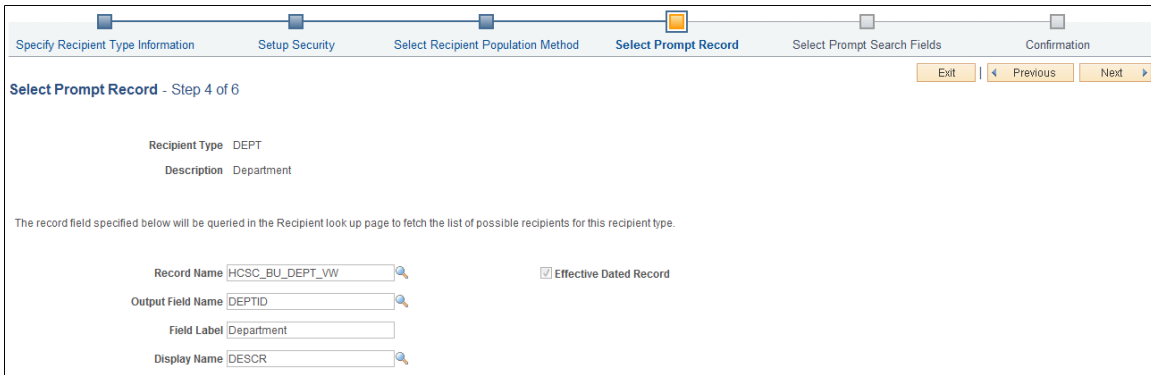 Specify Recipient Type Information Setup Security Select Recipient Population Method Select Prompt Record Select Prompt Search Fields Confirmation
Exit | Previous Next
Select Prompt Record - Step 4 of 6
Recipient Type DEPT
Description Department
The record field specified below will be queried in the Recipient look up page to fetch the list of possible recipients for this recipient type.
Record Name HCSC_BU_DEPT_VW Effective Dated Record
Output Field Name DEPTID
Field Label Department
Display Name DESCR